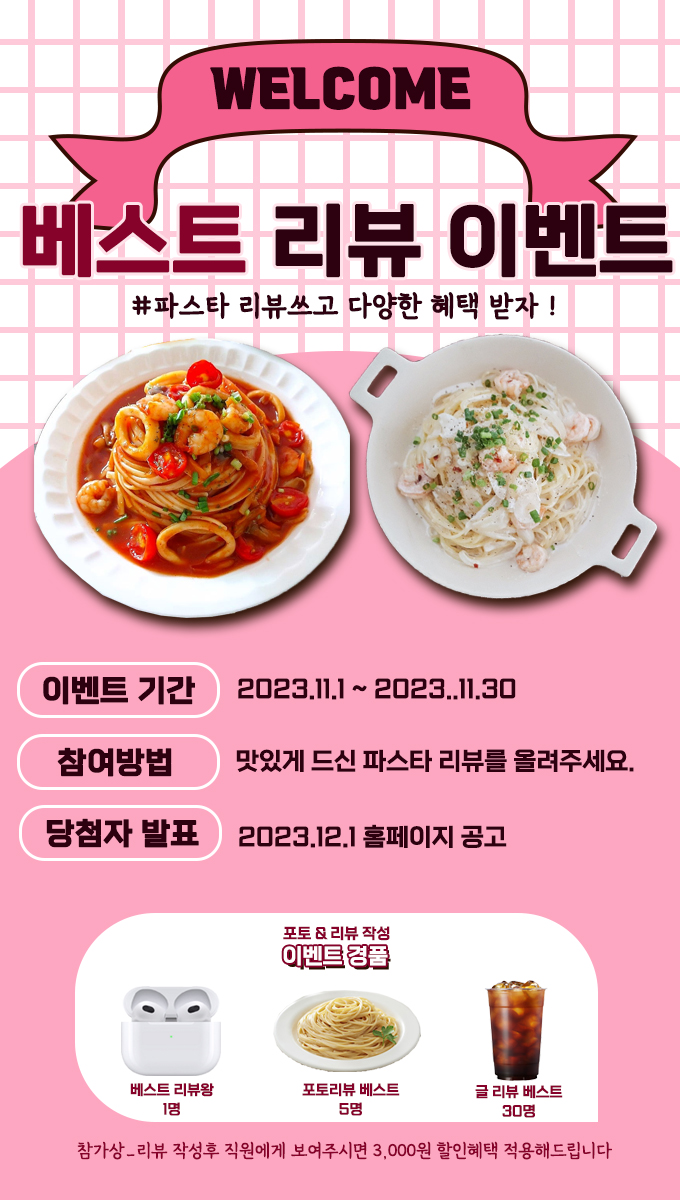 WELCOME
베스트 리뷰 이벤트
#파스타 리뷰쓰고 다양한 혜택 받자 !
이벤트 기간
2023.11.1 ~ 2023..11.30
참여방법
맛있게 드신 파스타 리뷰를 올려주세요.
당첨자 발표
2023.12.1 홈페이지 공고
포토 & 리뷰 작성
이벤트 경품
베스트 리뷰왕
1명
포토리뷰 베스트
5명
글 리뷰 베스트
30명
참가상_리뷰 작성후 직원에게 보여주시면 3,000원 할인혜택 적용해드립니다